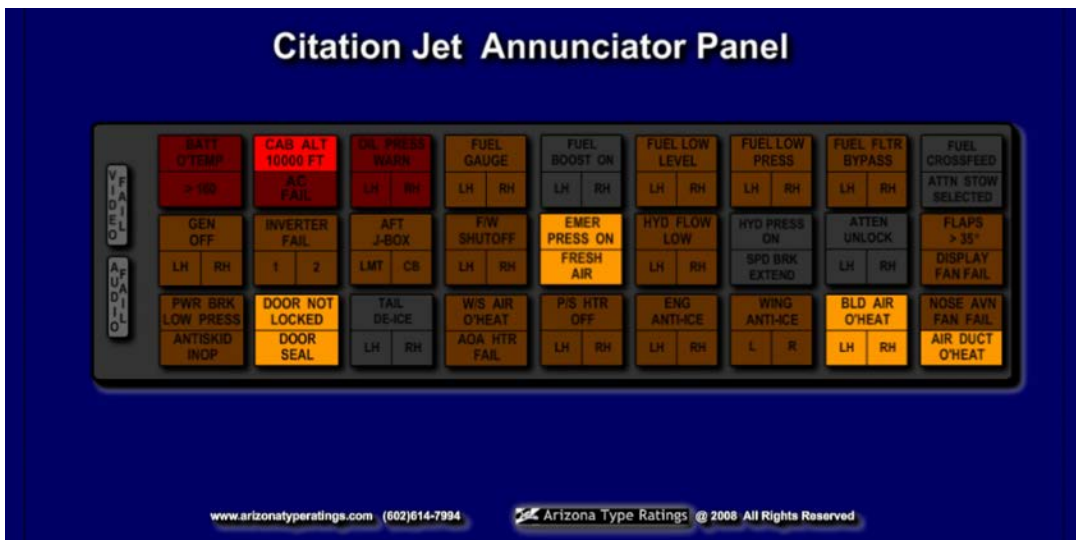 Citation Jet Annunciator Panel
VIDEO FAIL
AUDIO FAIL
BATT O'TEMP
>160
CAB ALT 10000 FT
AC FAIL
OIL PRESS WARN
LH RH
FUEL GAUGE
LH RH
FUEL BOOST ON
LH RH
FUEL LOW LEVEL
LH RH
FUEL LOW PRESS
LH RH
FUEL FLTR BYPASS
LH RH
FUEL CROSSFEED
ATTN STOW SELECTED
GEN OFF
LH RH
INVERTER FAIL
1 2
AFT J-BOX
LMT CB
F/W SHUTOFF
LH RH
EMER PRESS ON
FRESH AIR
HYD FLOW LOW
LH RH
HYD PRESS ON
SPD BRK EXTEND
ATTEN UNLOCK
LH RH
FLAPS > 35°
DISPLAY FAN FAIL
PWR BRK LOW PRESS
ANTISKID INOP
DOOR NOT LOCKED
DOOR SEAL
TAIL DE-ICE
LH RH
W/S AIR O'HEAT
AOA HTR FAIL
P/S HTR OFF
LH RH
ENG ANTI-ICE
LH RH
WING ANTI-ICE
L R
BLD AIR O'HEAT
LH RH
NOSE AVN FAN FAIL
AIR DUCT O'HEAT
www.arizonatyperatings.com (602)614-7994 Arizona Type Ratings @ 2008 All Rights Reserved